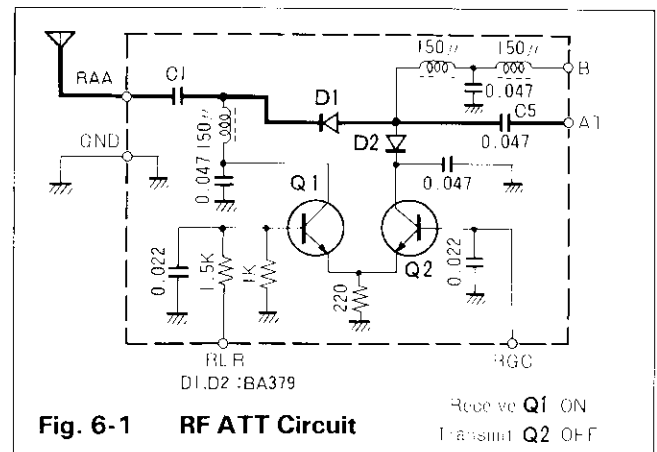 150μ 150μ
RAA
C1
B
0.047
D1
C5
GND
150μ
0.047
A1
D2
0.047
0.047
Q1
0.022
1.5K
1K
Q2
0.022
220
RLR
RGC
D1.D2 :BA379
Receive Q1 ON
Fig. 6-1 RF ATT Circuit
Transmit Q2 OFF